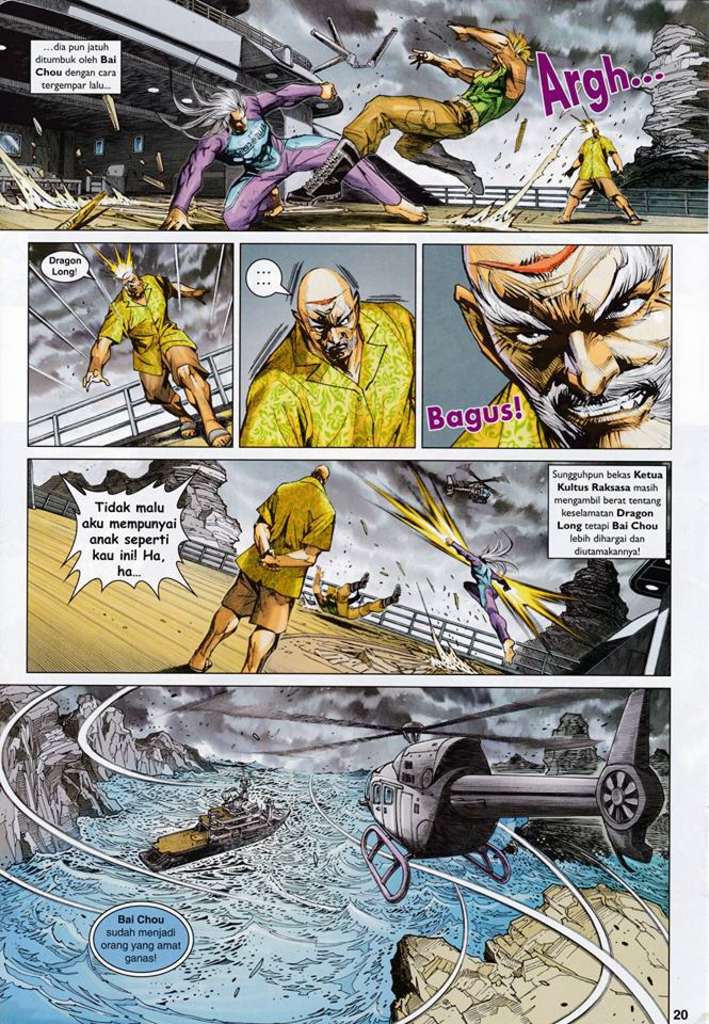 ...dia pun jatuh
ditumbuk oleh Bai
Chou dengan cara
tergempar lalu...
Argh...
Dragon
Long!
...
...
Bagus!
Tidak malu
aku mempunyai
anak seperti
kau ini! Ha,
ha...
Sungguhpun bekas Ketua
Kultus Raksasa masih
mengambil berat tentang
keselamatan Dragon
Long tetapi Bai Chou
lebih dihargai dan
diutamakannya!
Bai Chou
sudah menjadi
orang yang amat
ganas!
20